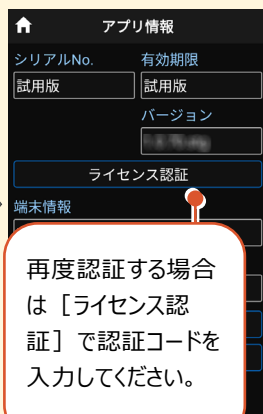 アプリ情報
シリアルNo. 有効期限
試用版 試用版
バージョン
ライセンス認証
端末情報
再度認証する場合
は［ライセンス認
証］で認証コードを
入力してください。